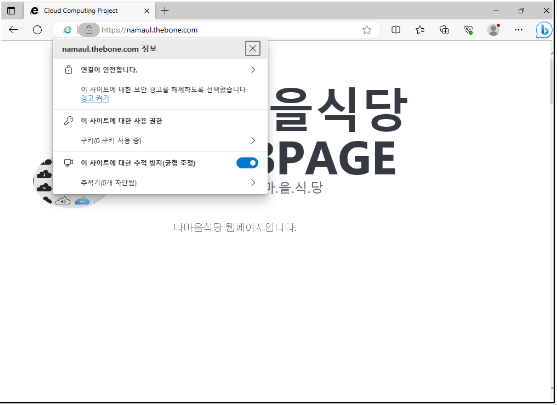 Cloud Computing Project
https://namaul.thebone.com
namaul.thebone.com 정보
연결이 안전합니다.
이 사이트에 대한 보안 경고를 해제하도록 선택했습니다.
경고 켜기
이 사이트에 대한 사용 권한
쿠키(0 쿠키 사용 중)
이 사이트에 대한 추적 방지(균형 조정)
추적기(0개 차단됨)
을식당
BPAGE
마.을.식.당
나마을식당 웹페이지입니다.